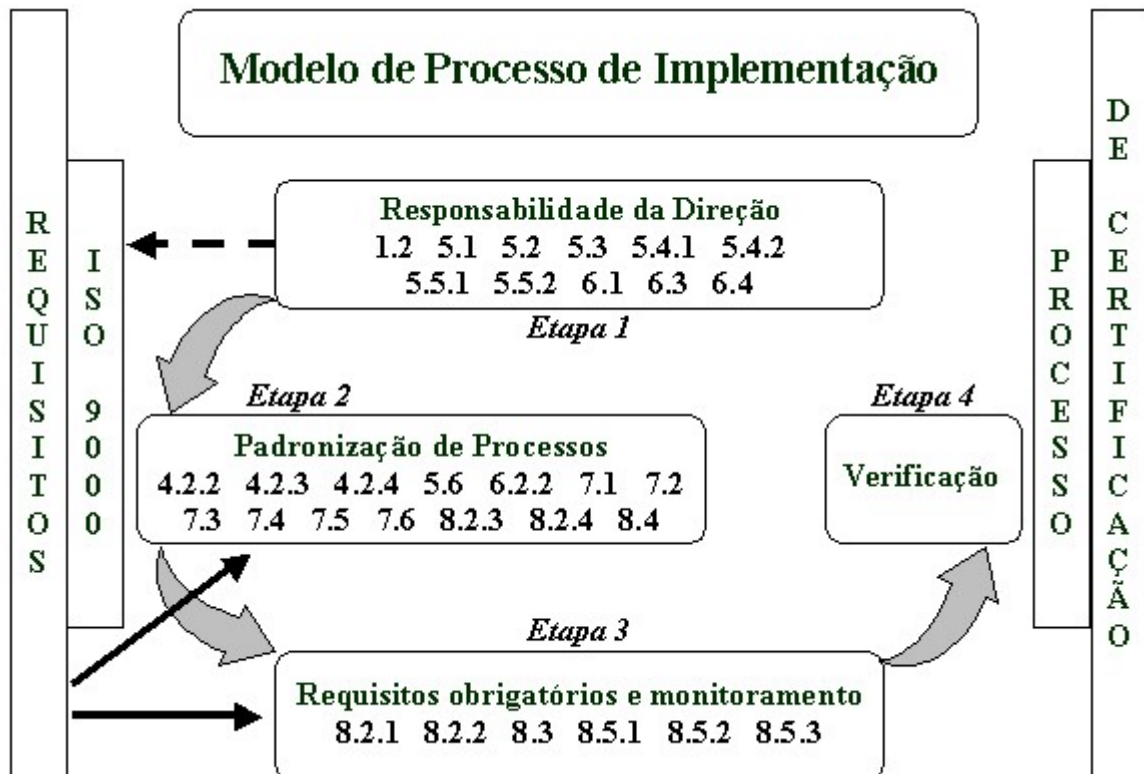 Modelo de Processo de Implementação
REQUISITOS
ISO 9000
Responsabilidade da Direção
1.2 5.1 5.2 5.3 5.4.1 5.4.2
5.5.1 5.5.2 6.1 6.3 6.4
Etapa 1
Etapa 2
Padronização de Processos
4.2.2 4.2.3 4.2.4 5.6 6.2.2 7.1 7.2
7.3 7.4 7.5 7.6 8.2.3 8.2.4 8.4
Etapa 3
Requisitos obrigatórios e monitoramento
8.2.1 8.2.2 8.3 8.5.1 8.5.2 8.5.3
Etapa 4
Verificação
PROCESSO
DE CERTIFICAÇÃO